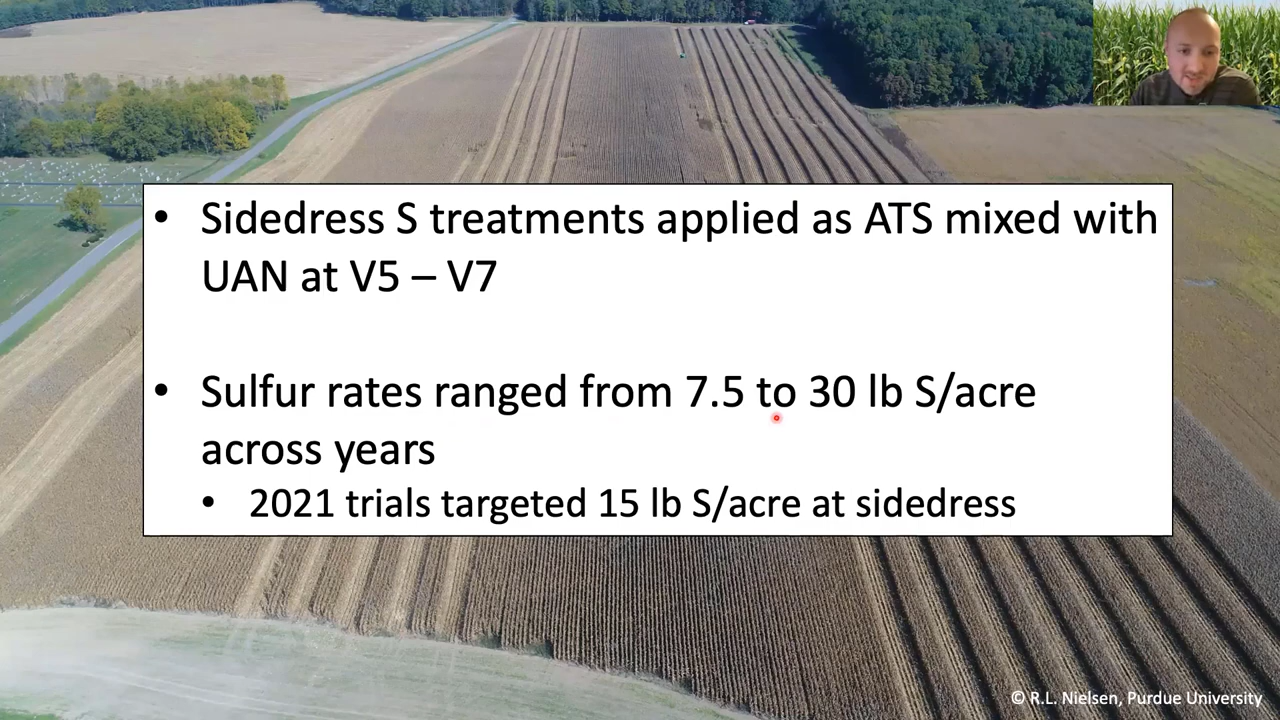 • Sidedress S treatments applied as ATS mixed with
UAN at V5 – V7
• Sulfur rates ranged from 7.5 to 30 lb S/acre
across years
• 2021 trials targeted 15 lb S/acre at sidedress
© R.L. Nielsen, Purdue University